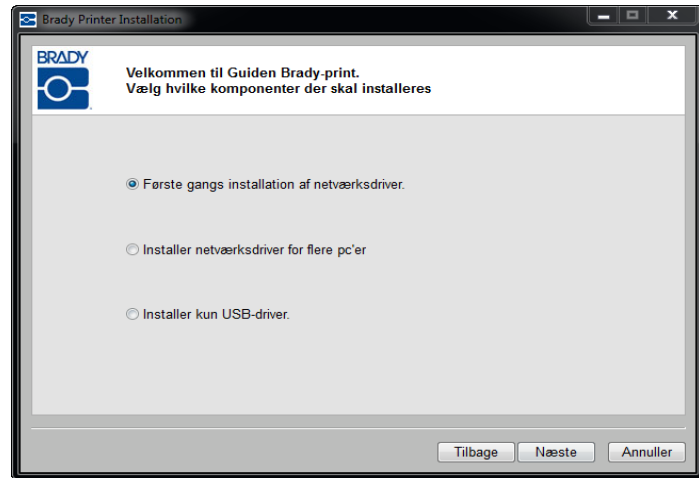 Brady Printer Installation
BRADY
Velkommen til Guiden Brady-print.
Vælg hvilke komponenter der skal installeres
Første gangs installation af netværksdriver.
Installer netværksdriver for flere pc'er
Installer kun USB-driver.
Tilbage Næste Annuller